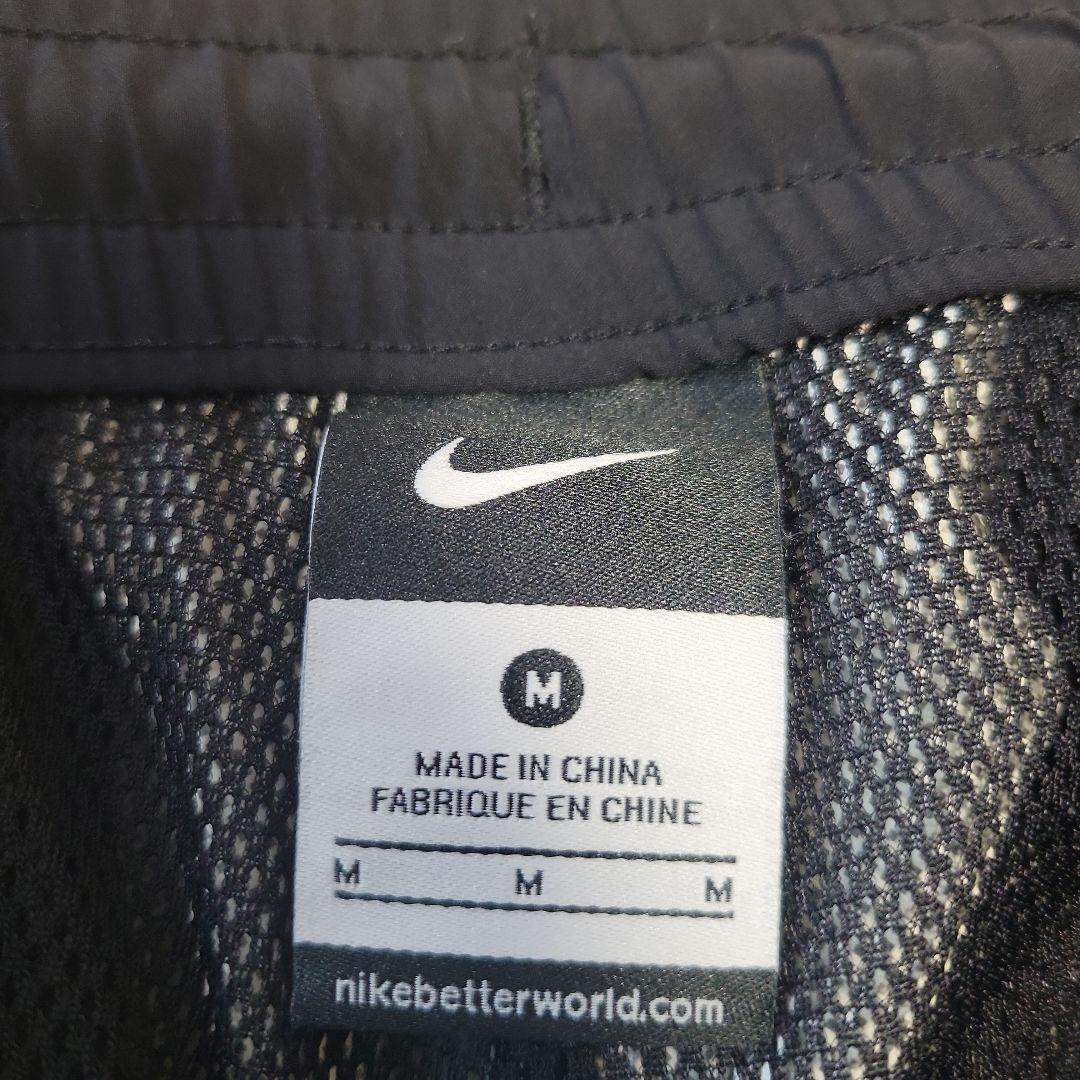 M
MADE IN CHINA
FABRIQUE EN CHINE
M M M
nikebetterworld.com